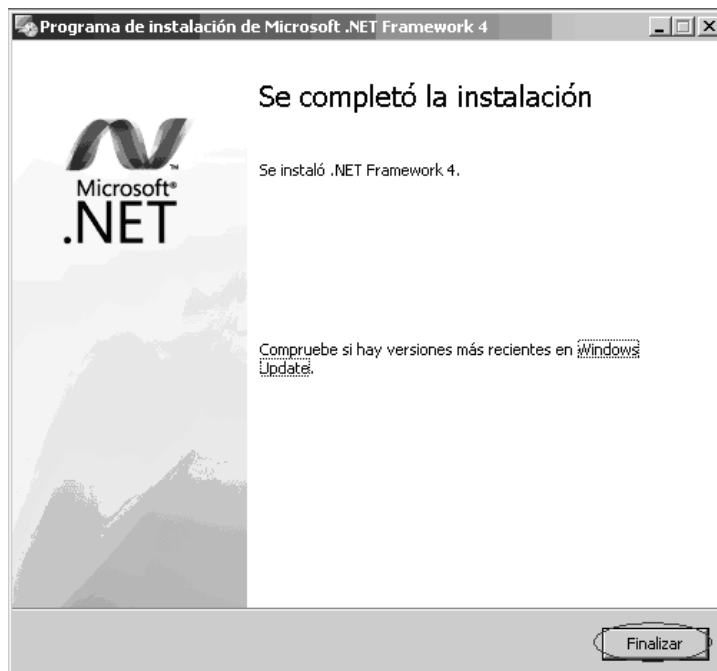 Programa de instalación de Microsoft .NET Framework 4
Se completó la instalación
Microsoft®
.NET™
Se instaló .NET Framework 4.
Compruebe si hay versiones más recientes en Windows
Update.
Finalizar